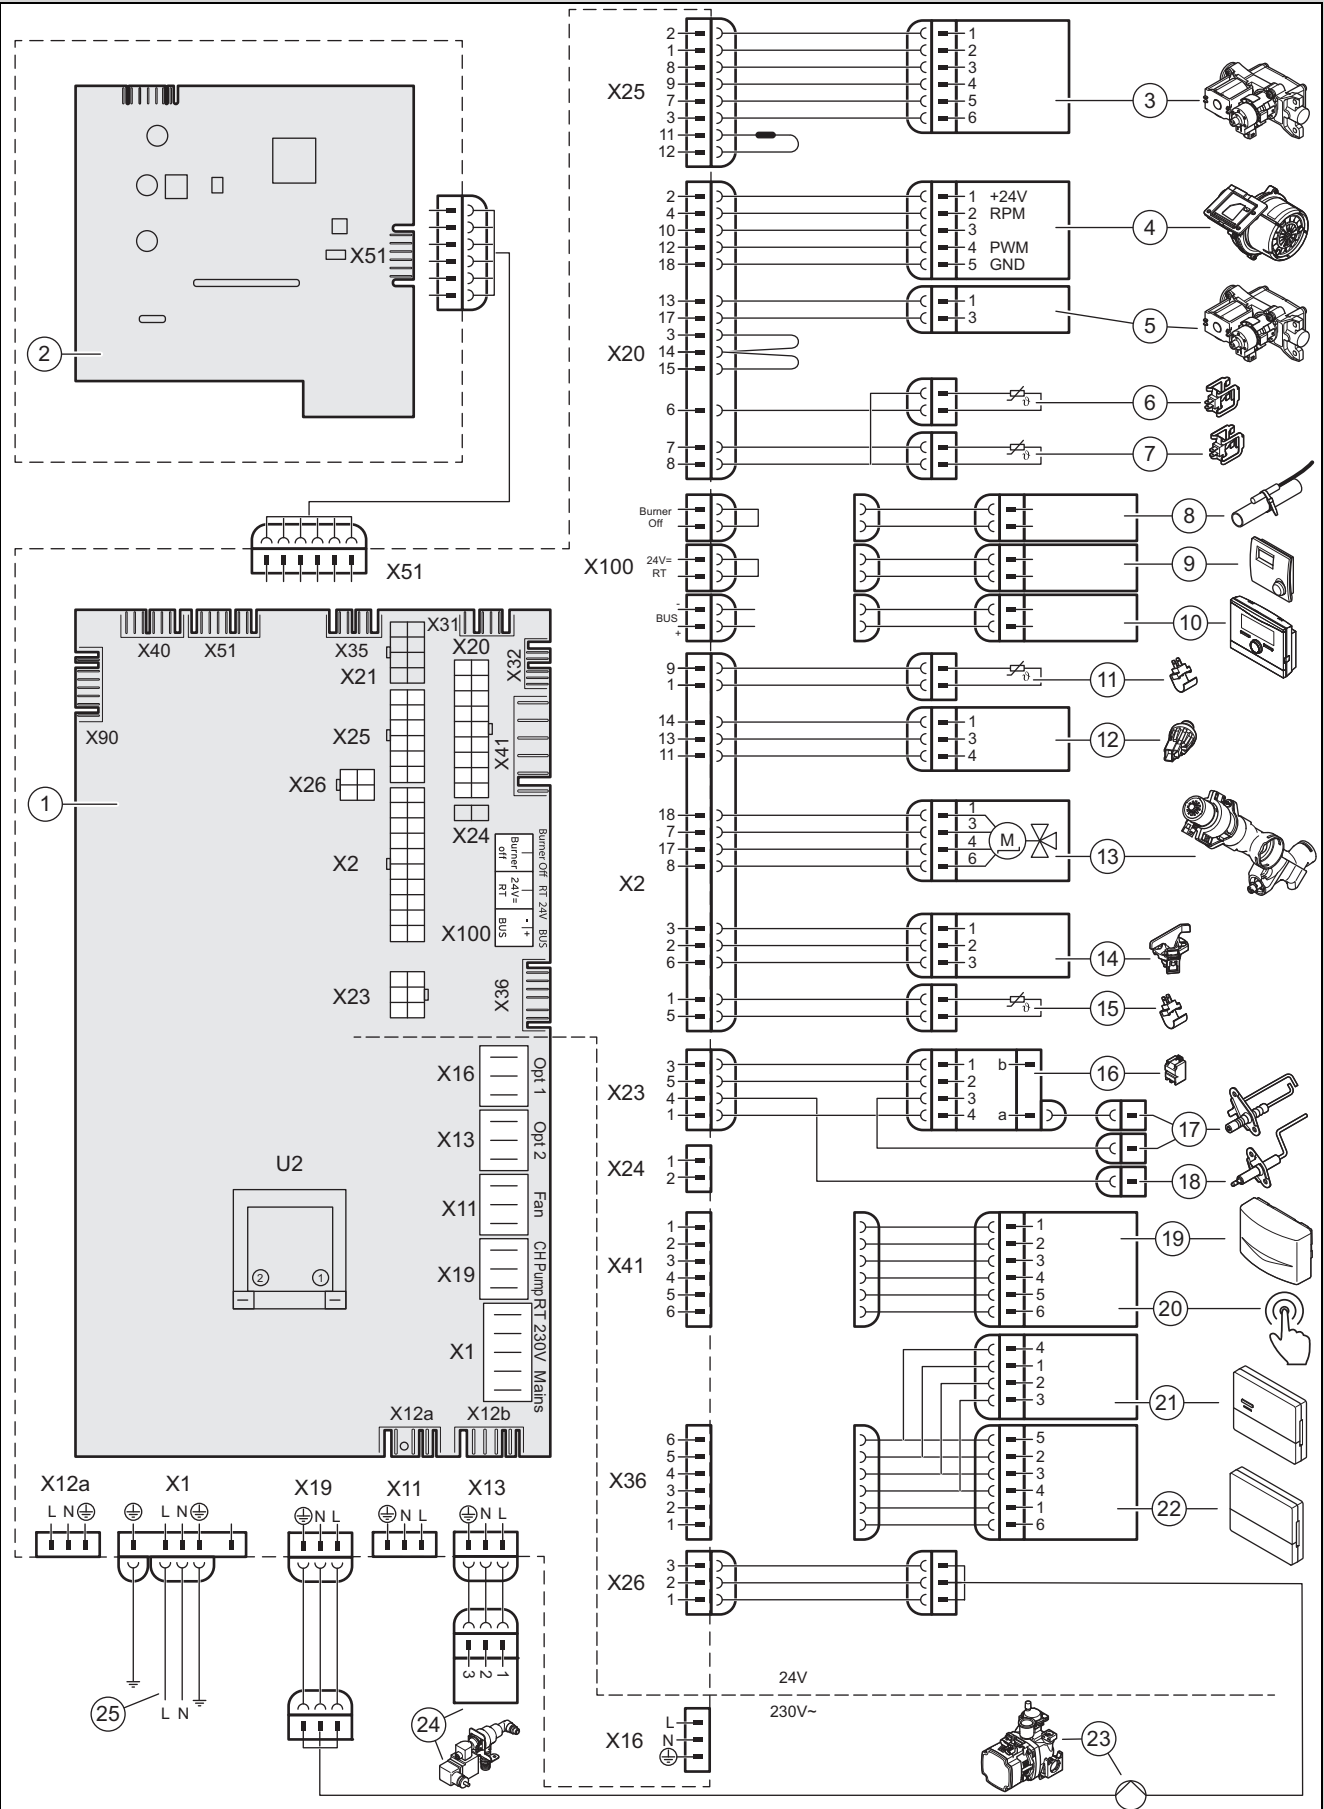 X51
2
X51
X25
2
1
8
9
7
3
11
12
1
2
3
4
5
6
3
X20
2
4
10
12
18
1 +24V
2 RPM
3
4 PWM
5 GND
4
13
17
3
14
15
1
3
5
6
6
7
8
7
X100
Burner
Off
8
24V=
RT
9
-
BUS
+
10
X2
9
1
11
14
13
11
1
3
4
12
18
7
17
8
1
3
4
6
M
13
3
2
6
1
2
3
14
1
5
15
X23
3
5
4
1
1
2
3
4
b
a
16
17
X24
1
2
18
X41
1
2
3
4
5
6
1
2
3
4
5
6
19
20
4
1
2
3
21
X36
6
5
4
3
2
1
5
2
3
4
1
6
22
X26
3
2
1
24V
230V~
X16
L
N
23
1
X40
X51
X35
X31
X21
X20
X32
X90
X25
X41
X26
X24
X2
Burner
off
24V=
RT
BUS
- +
Burner Off RT 24V BUS
X100
X23
X36
X16
Opt 1
X13
Opt 2
X11
Fan
X19
CH Pump
X1
RT 230V Mains
U2
2
1
X12a
X12b
X12a
L N
X1
L N
X19
N L
X11
N L
X13
N L
3 2 1
25
L N
24